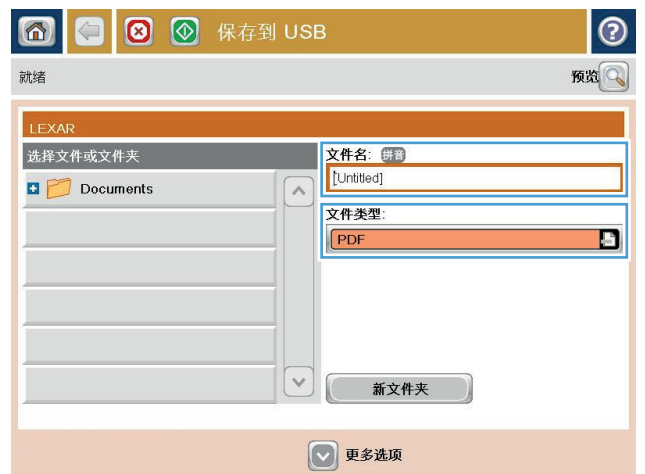 保存到 USB
就绪
预览
LEXAR
选择文件或文件夹
Documents
文件名: 拼音
[Untitled]
文件类型:
PDF
新文件夹
更多选项